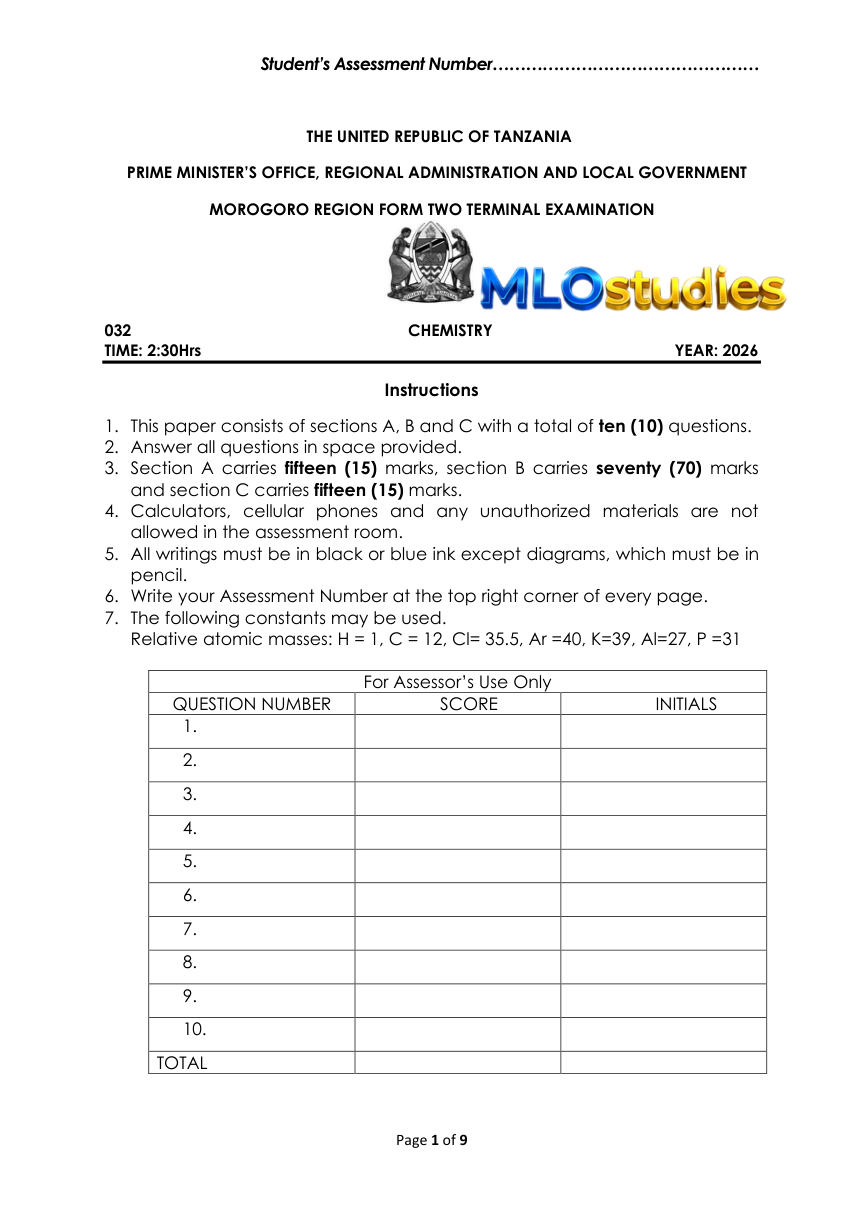 Student's Assessment Number…………………………………………
THE UNITED REPUBLIC OF TANZANIA
PRIME MINISTER'S OFFICE, REGIONAL ADMINISTRATION AND LOCAL GOVERNMENT
MOROGORO REGION FORM TWO TERMINAL EXAMINATION
MLOstudies
032 CHEMISTRY
TIME: 2:30Hrs YEAR: 2026
Instructions
1. This paper consists of sections A, B and C with a total of ten (10) questions.
2. Answer all questions in space provided.
3. Section A carries fifteen (15) marks, section B carries seventy (70) marks
and section C carries fifteen (15) marks.
4. Calculators, cellular phones and any unauthorized materials are not
allowed in the assessment room.
5. All writings must be in black or blue ink except diagrams, which must be in
pencil.
6. Write your Assessment Number at the top right corner of every page.
7. The following constants may be used.
Relative atomic masses: H = 1, C = 12, Cl= 35.5, Ar =40, K=39, Al=27, P =31
For Assessor's Use Only
QUESTION NUMBER SCORE INITIALS
1.
2.
3.
4.
5.
6.
7.
8.
9.
10.
TOTAL
Page 1 of 9